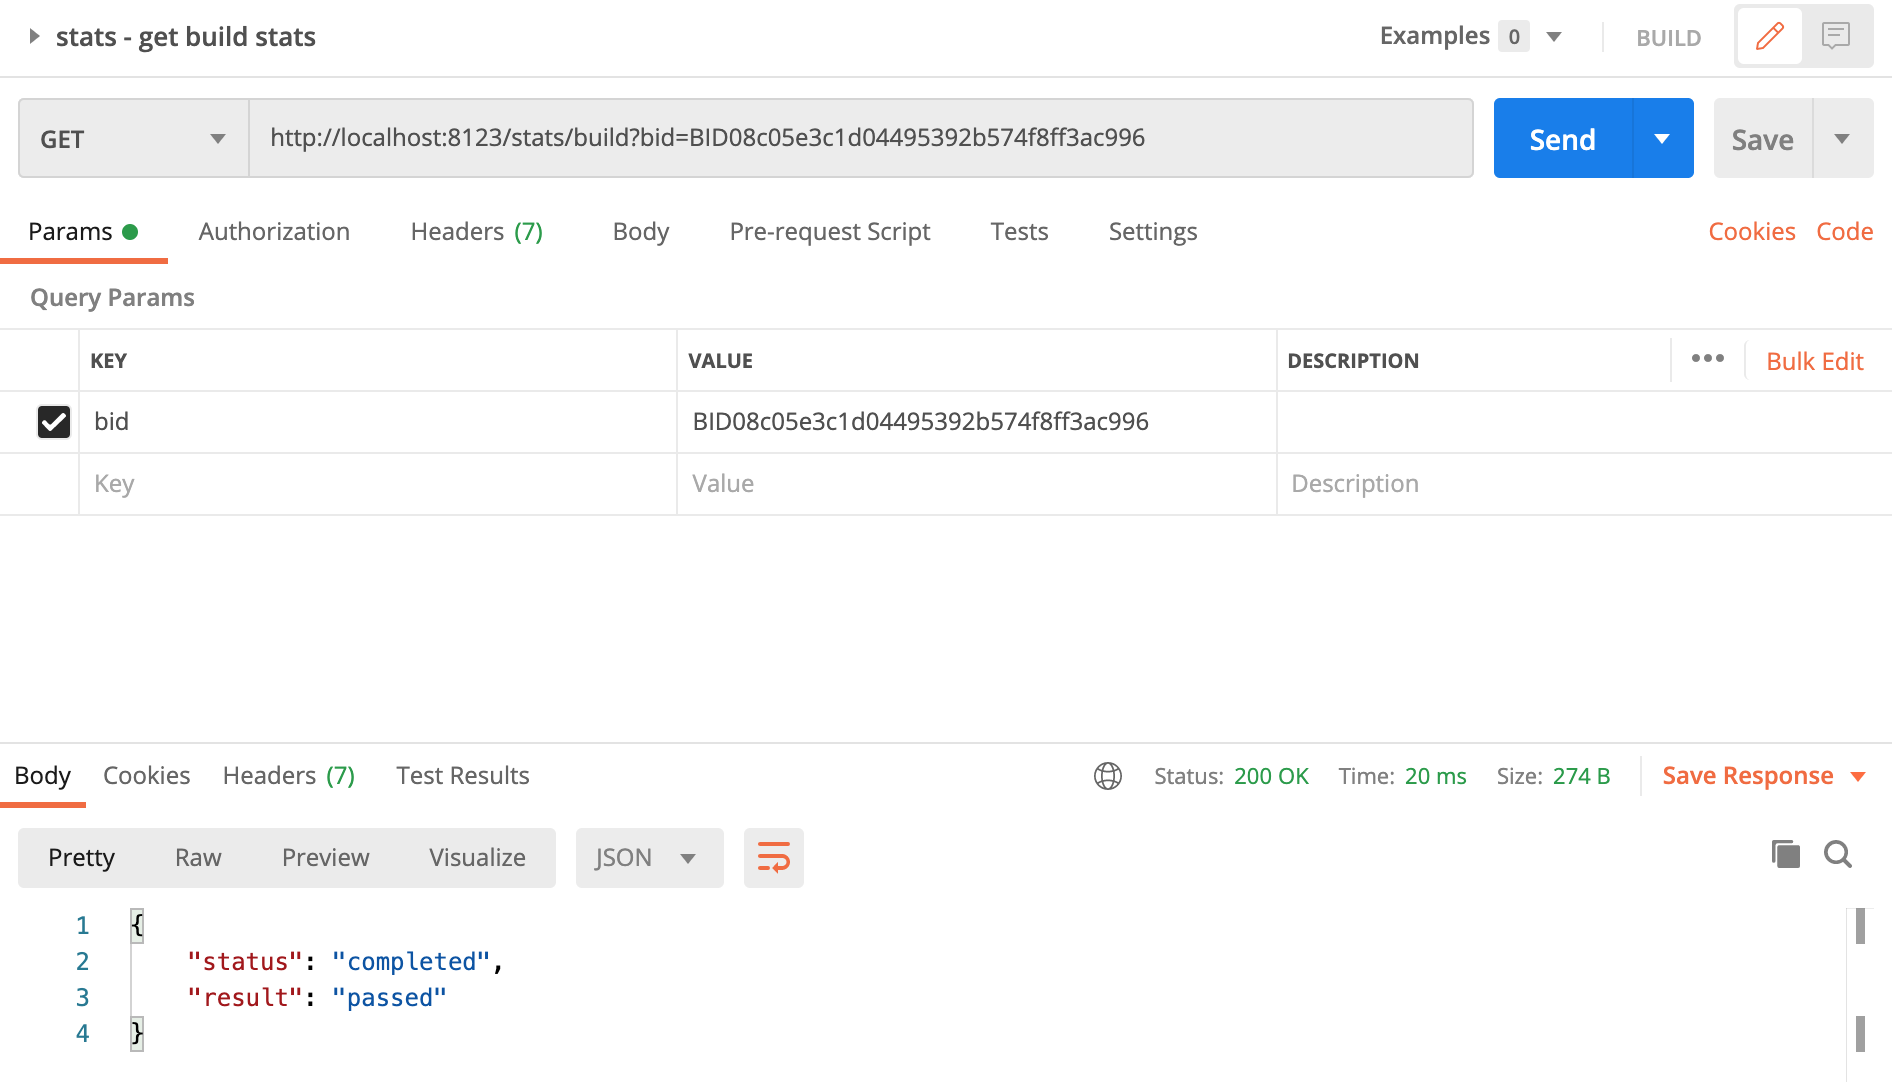 stats - get build stats
Examples 0
BUILD
GET
http://localhost:8123/stats/build?bid=BID08c05e3c1d04495392b574f8ff3ac996
Send
Save
Params
Authorization
Headers (7)
Body
Pre-request Script
Tests
Settings
Cookies
Code
Query Params
KEY
VALUE
DESCRIPTION
Bulk Edit
bid
BID08c05e3c1d04495392b574f8ff3ac996
Key
Value
Description
Body
Cookies
Headers (7)
Test Results
Status: 200 OK
Time: 20 ms
Size: 274 B
Save Response
Pretty
Raw
Preview
Visualize
JSON
1 {
2 "status": "completed",
3 "result": "passed"
4 }